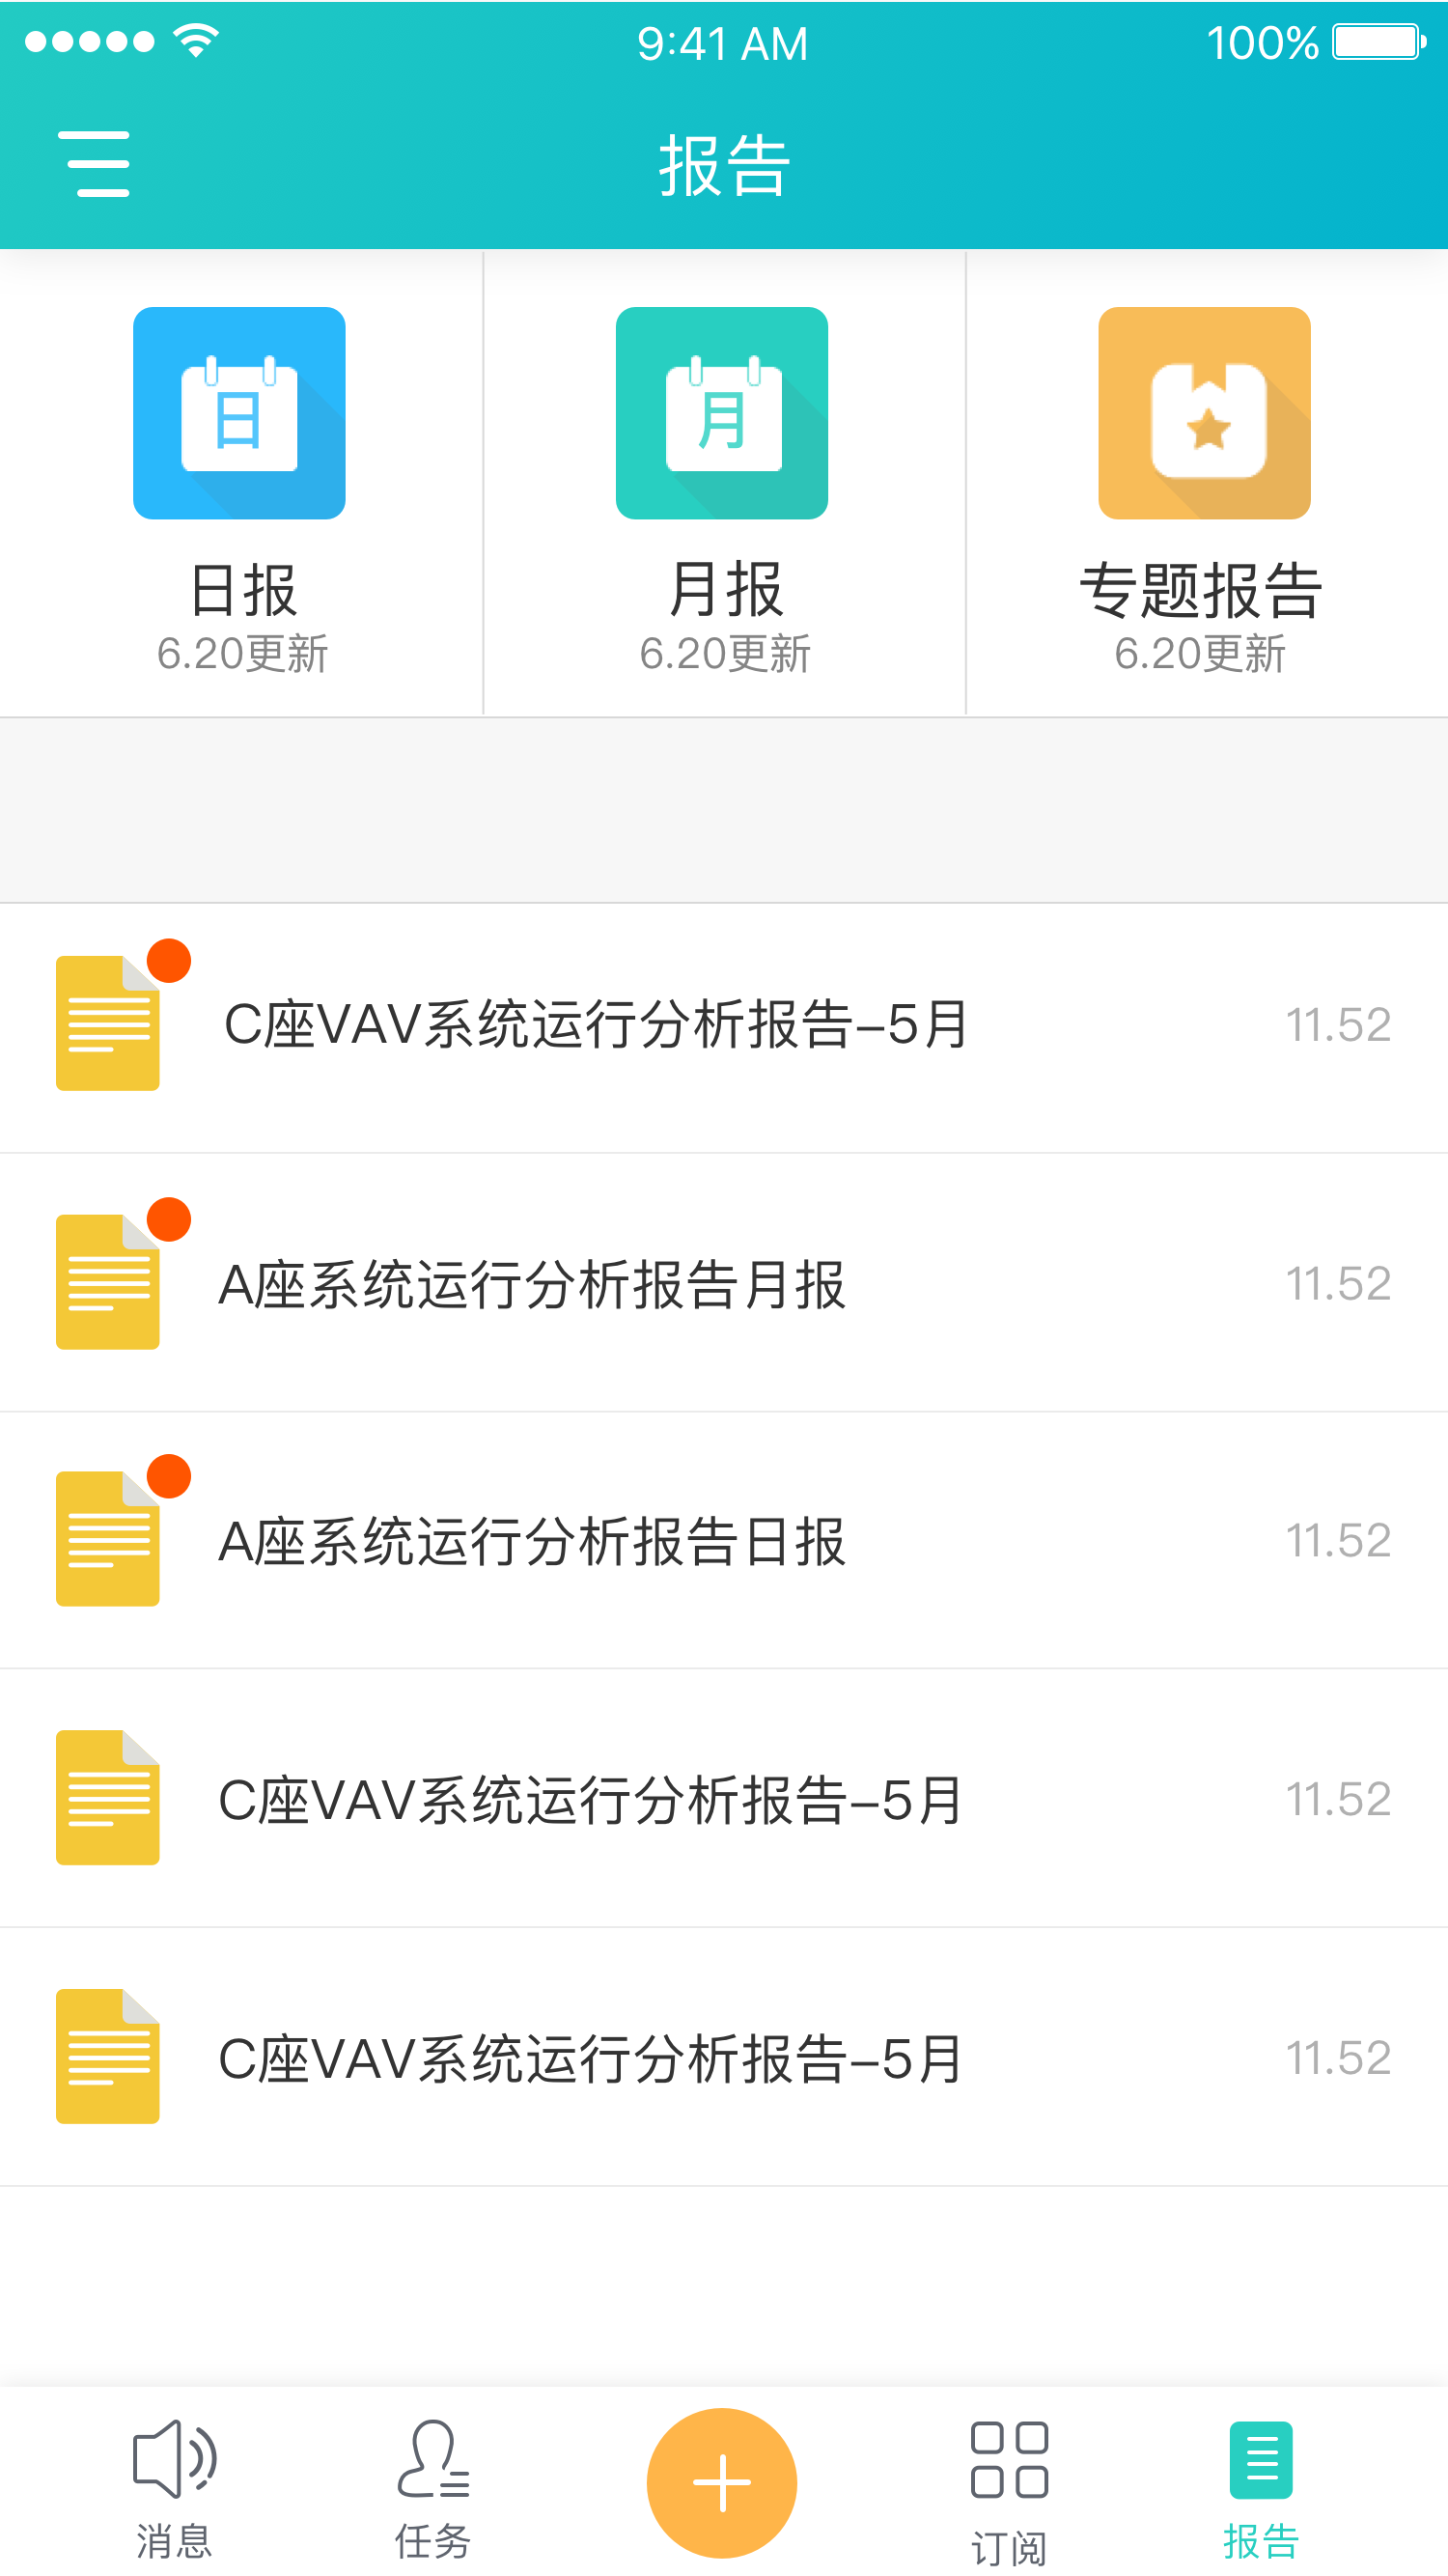 9:41 AM
100%
报告
日
月
日报
月报
专题报告
6.20更新
6.20更新
6.20更新
C座VAV系统运行分析报告–5月
11.52
A座系统运行分析报告月报
11.52
A座系统运行分析报告日报
11.52
C座VAV系统运行分析报告–5月
11.52
C座VAV系统运行分析报告–5月
11.52
消息
任务
订阅
报告